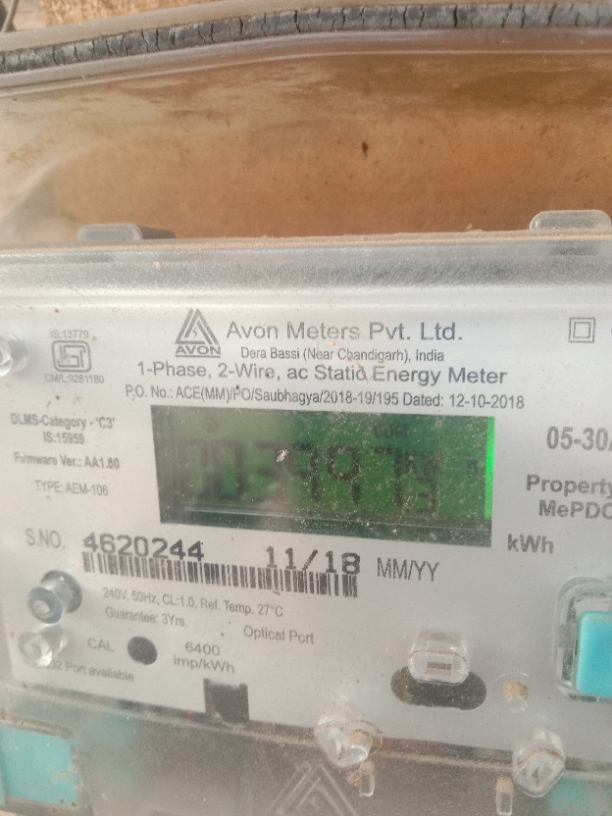 IS:13779
CM/L:9281180
AVON
Avon Meters Pvt. Ltd.
Dera Bassi (Near Chandigarh), India
1-Phase, 2-Wire, ac Static Energy Meter
P.O. No.: ACE(MM)/PO/Saubhagya/2018-19/195 Dated: 12-10-2018
DLMS-Category - 'C3'
IS:15959
Firmware Ver.: AA1.60
TYPE: AEM-106
05-30
Property
MePDC
kWh
S.NO. 4620244 11/18 MM/YY
240V, 50Hz, CL:1.0, Ref. Temp. 27°C
Guarantee: 3Yrs.
Optical Port
CAL
6400
imp/kWh
Port available